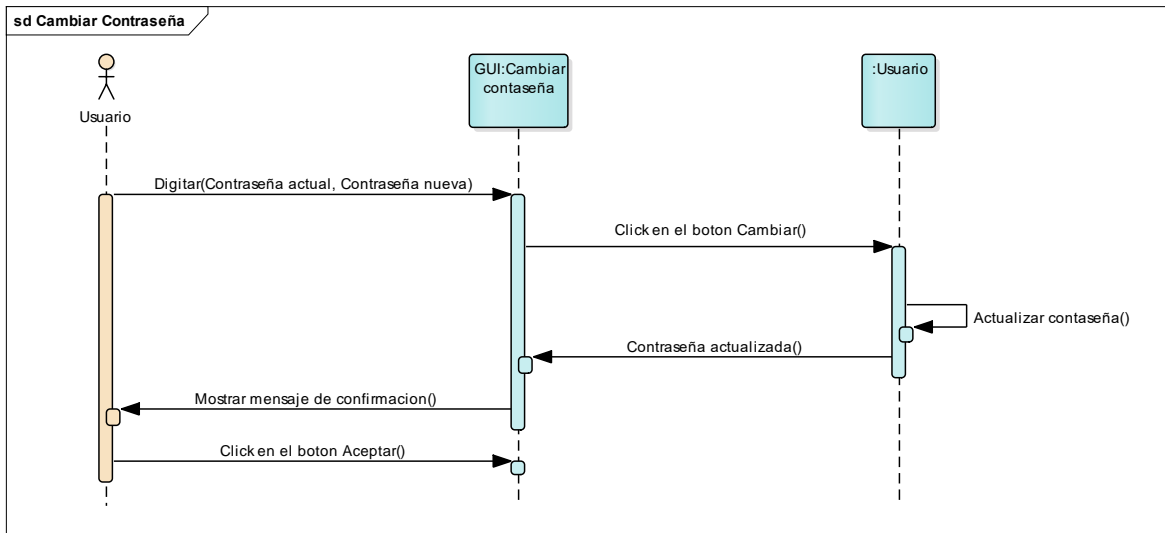 sd Cambiar Contraseña
Usuario
GUI:Cambiar
contaseña
:Usuario
Digitar(Contraseña actual, Contraseña nueva)
Click en el boton Cambiar()
Actualizar contaseña()
Contraseña actualizada()
Mostrar mensaje de confirmacion()
Click en el boton Aceptar()